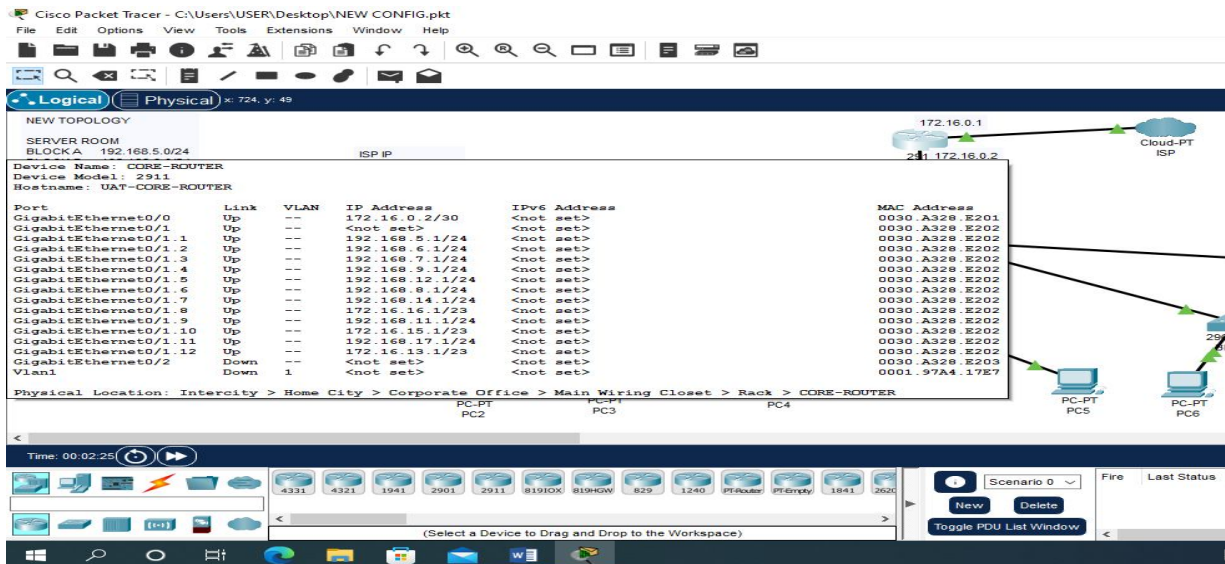 Cisco Packet Tracer - C:\Users\USER\Desktop\NEW CONFIG.pkt
File Edit Options View Tools Extensions Window Help
Logical Physical x: 724, y: 49
NEW TOPOLOGY
SERVER ROOM
BLOCK A 192.168.5.0/24
ISP IP
172.16.0.1
172.16.0.2
Cloud-PT
ISP
Device Name: CORE-ROUTER
Device Model: 2911
Hostname: UAT-CORE-ROUTER
Port Link VLAN IP Address IPv6 Address MAC Address
GigabitEthernet0/0 Up -- 172.16.0.2/30 <not set> 0030.A328.E201
GigabitEthernet0/1 Up -- <not set> <not set> 0030.A328.E202
GigabitEthernet0/1.1 Up -- 192.168.5.1/24 <not set> 0030.A328.E202
GigabitEthernet0/1.2 Up -- 192.168.6.1/24 <not set> 0030.A328.E202
GigabitEthernet0/1.3 Up -- 192.168.7.1/24 <not set> 0030.A328.E202
GigabitEthernet0/1.4 Up -- 192.168.9.1/24 <not set> 0030.A328.E202
GigabitEthernet0/1.5 Up -- 192.168.12.1/24 <not set> 0030.A328.E202
GigabitEthernet0/1.6 Up -- 192.168.8.1/24 <not set> 0030.A328.E202
GigabitEthernet0/1.7 Up -- 192.168.14.1/24 <not set> 0030.A328.E202
GigabitEthernet0/1.8 Up -- 172.16.16.1/23 <not set> 0030.A328.E202
GigabitEthernet0/1.9 Up -- 192.168.11.1/24 <not set> 0030.A328.E202
GigabitEthernet0/1.10 Up -- 172.16.15.1/23 <not set> 0030.A328.E202
GigabitEthernet0/1.11 Up -- 192.168.17.1/24 <not set> 0030.A328.E202
GigabitEthernet0/1.12 Up -- 172.16.13.1/23 <not set> 0030.A328.E202
GigabitEthernet0/2 Down -- <not set> <not set> 0030.A328.E203
Vlan1 Down 1 <not set> <not set> 0001.97A4.17E7
Physical Location: Intercity > Home City > Corporate Office > Main Wiring Closet > Rack > CORE-ROUTER
PC-PT
PC2
PC-PT
PC3
PC4
PC-PT
PC5
PC-PT
PC6
Time: 00:02:25
4331 4321 1941 2901 2911 819IOX 819HGW 829 1240 PT-Router PT-Empty 1841
(Select a Device to Drag and Drop to the Workspace)
Scenario 0
New Delete
Toggle PDU List Window
Fire Last Status